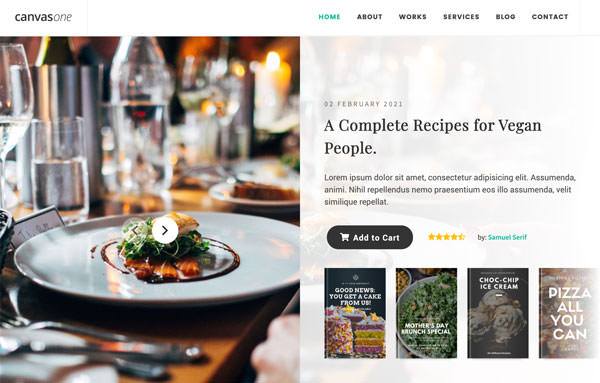 canvasone
HOME ABOUT WORKS SERVICES BLOG CONTACT
02 FEBRUARY 2021
A Complete Recipes for Vegan
People.
Lorem ipsum dolor sit amet, consectetur adipisicing elit. Assumenda,
animi. Nihil repellendus nemo praesentium eos illo assumenda, velit
similique repellat.
Add to Cart
by: Samuel Serif
GOOD NEWS:
YOU GET A CAKE
FROM US!
MOTHER'S DAY
BRUNCH SPECIAL
CHOC-CHIP
ICE CREAM
PIZZA
ALL
YOU
CAN